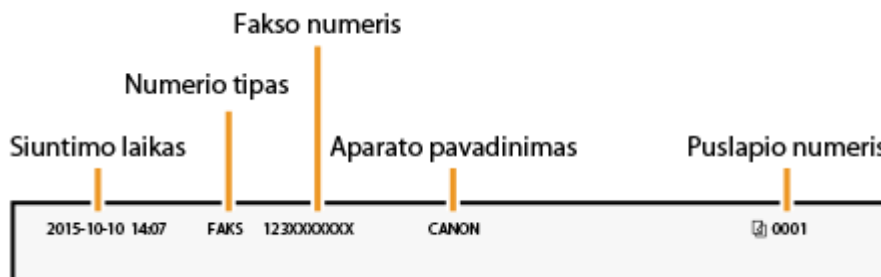 Fakso numeris
Numerio tipas
Siuntimo laikas Aparato pavadinimas Puslapio numeris
2015-10-10 14:07 FAKS 123XXXXXXX CANON 0001